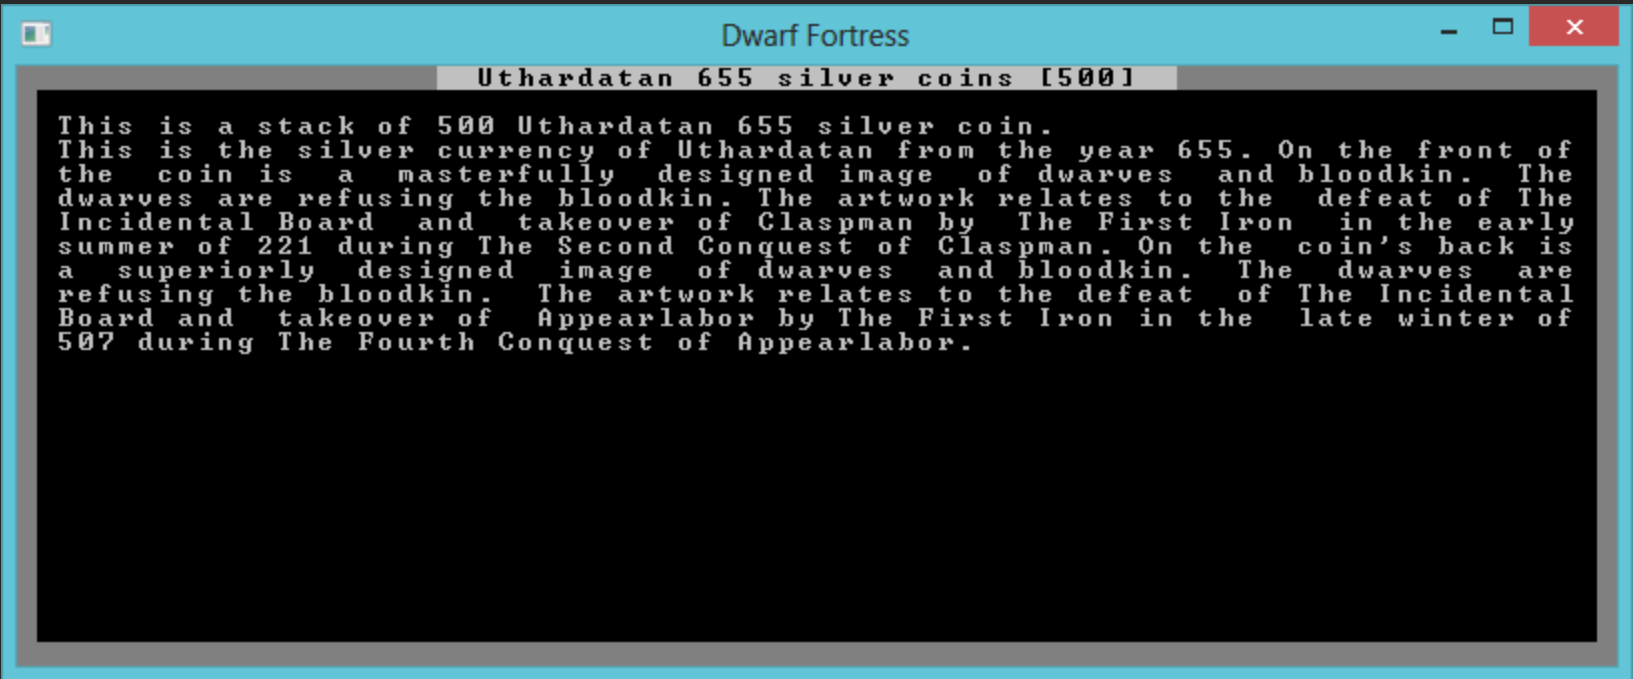 Dwarf Fortress
Uthardatan 655 silver coins [500]
This is a stack of 500 Uthardatan 655 silver coin.
This is the silver currency of Uthardatan from the year 655. On the front of
the coin is a masterfully designed image of dwarves and bloodkin. The
dwarves are refusing the bloodkin. The artwork relates to the defeat of The
Incidental Board and takeover of Claspman by The First Iron in the early
summer of 221 during The Second Conquest of Claspman. On the coin's back is
a superiorly designed image of dwarves and bloodkin. The dwarves are
refusing the bloodkin. The artwork relates to the defeat of The Incidental
Board and takeover of Appearlabor by The First Iron in the late winter of
507 during The Fourth Conquest of Appearlabor.